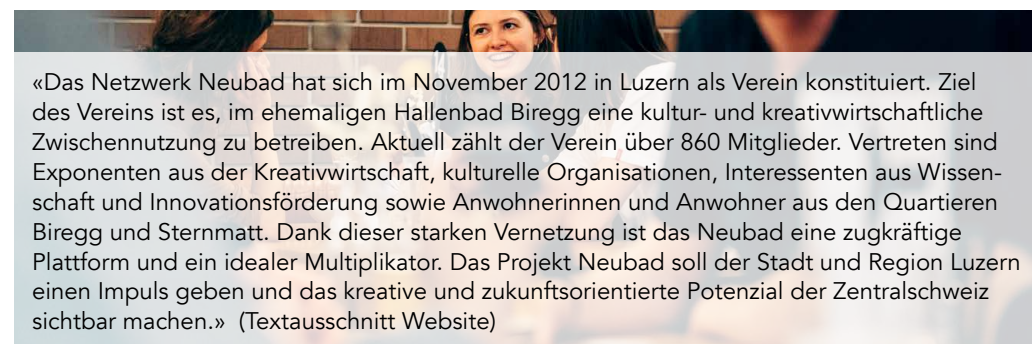 «Das Netzwerk Neubad hat sich im November 2012 in Luzern als Verein konstituiert. Ziel
des Vereins ist es, im ehemaligen Hallenbad Biregg eine kultur- und kreativwirtschaftliche
Zwischennutzung zu betreiben. Aktuell zählt der Verein über 860 Mitglieder. Vertreten sind
Exponenten aus der Kreativwirtschaft, kulturelle Organisationen, Interessenten aus Wissen-
schaft und Innovationsförderung sowie Anwohnerinnen und Anwohner aus den Quartieren
Biregg und Sternmatt. Dank dieser starken Vernetzung ist das Neubad eine zugkräftige
Plattform und ein idealer Multiplikator. Das Projekt Neubad soll der Stadt und Region Luzern
einen Impuls geben und das kreative und zukunftsorientierte Potenzial der Zentralschweiz
sichtbar machen.» (Textausschnitt Website)